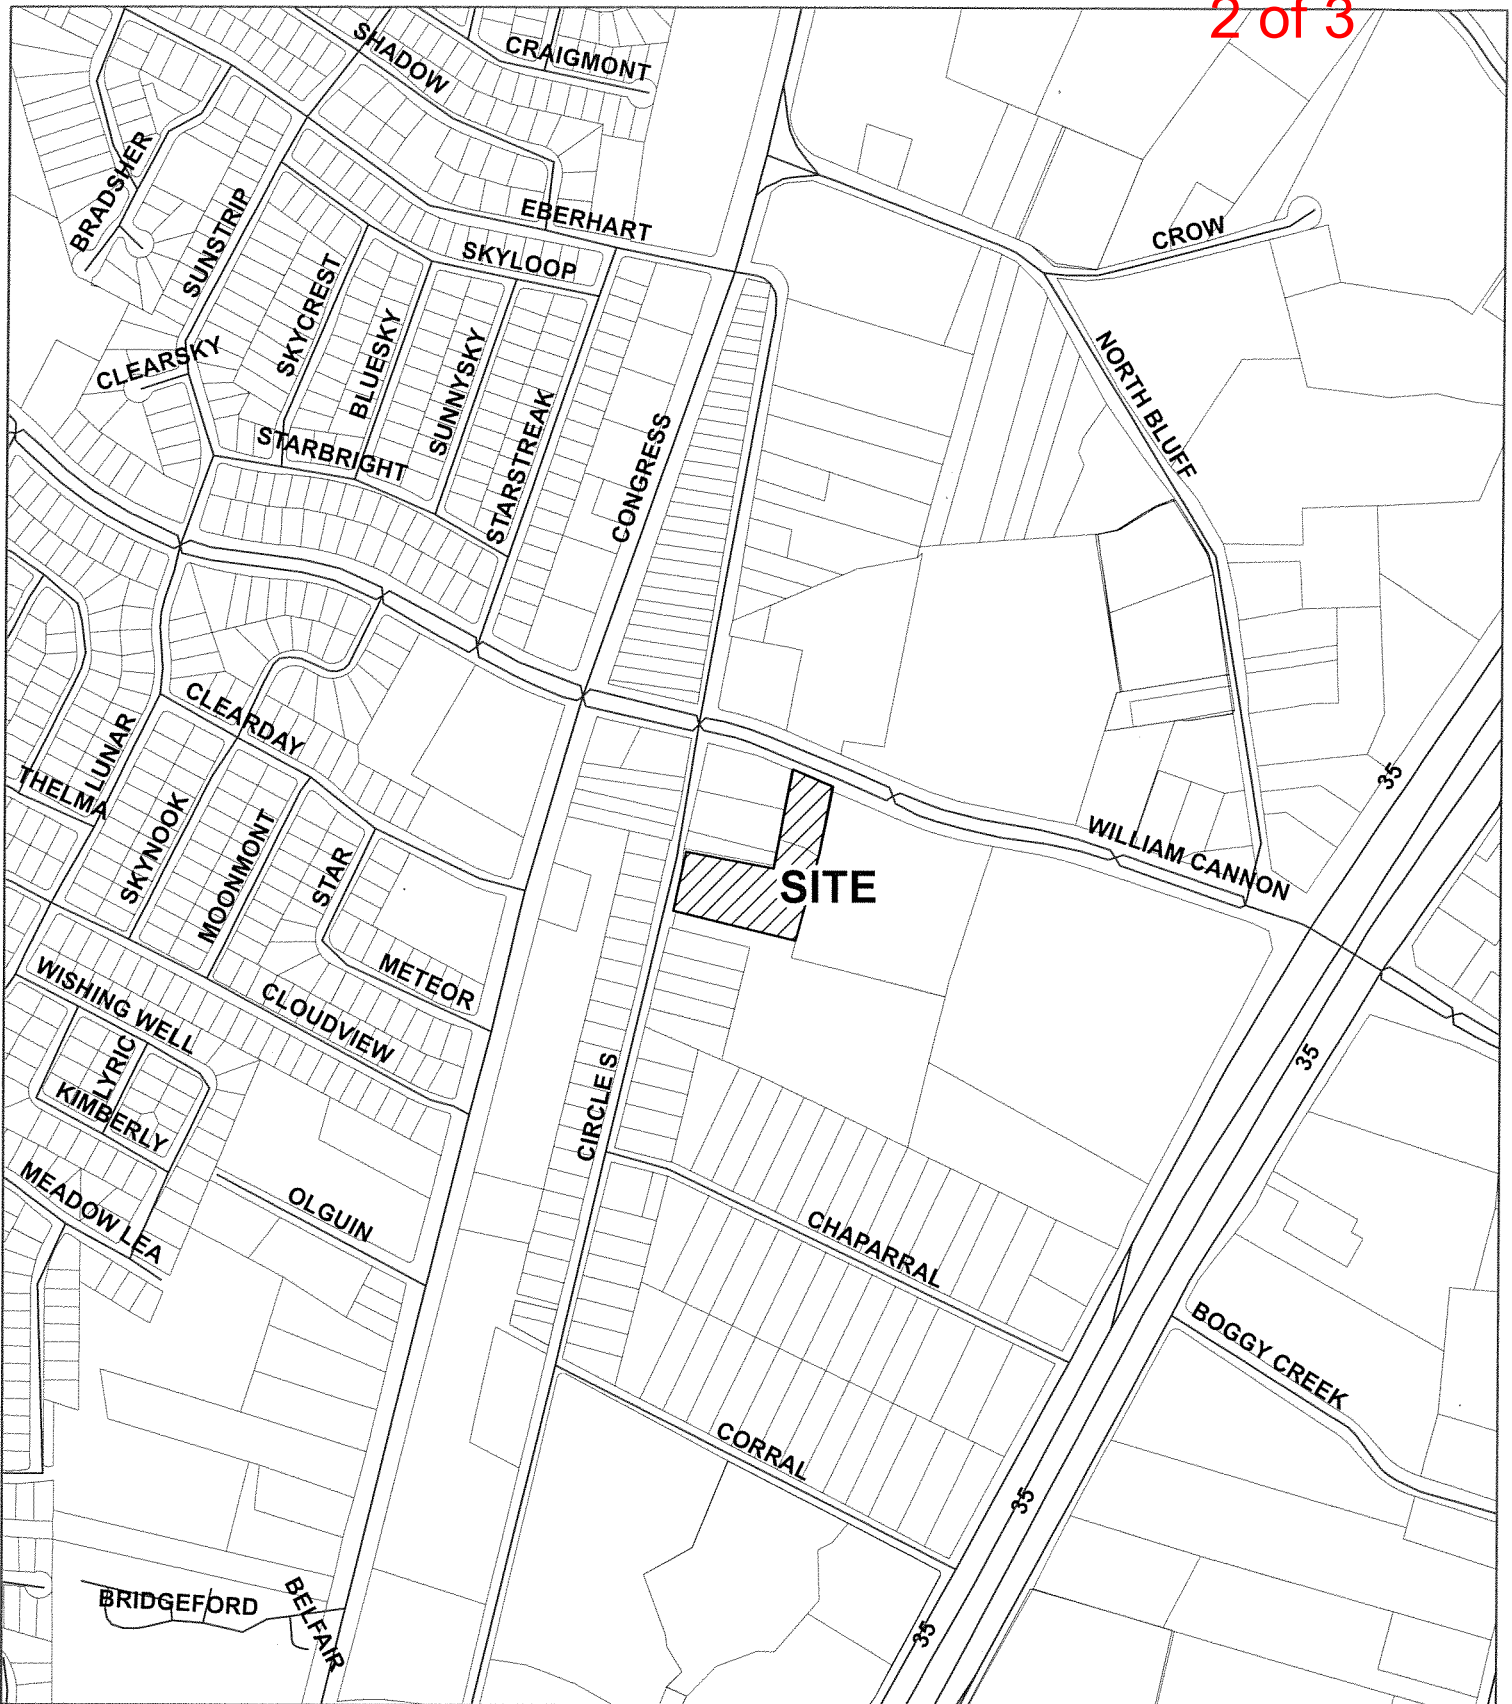 2 of 3
SHADOW
CRAIGMONT
BRADSHER
SUNSTRIP
EBERHART
CROW
SKYLOOP
SKYCREST
BLUESKY
SUNNYSKY
CLEARSKY
NORTH BLUFF
STARBRIGHT
STARSTREAK
CONGRESS
CLEARDAY
LUNAR
THELMA
35
SKYNOOK
MOONMONT
STAR
WILLIAM CANNON
SITE
METEOR
WISHING WELL
CLOUDVIEW
LYRIC
KIMBERLY
35
CIRCLE S
MEADOW LEA
OLGUIN
CHAPARRAL
BOGGY CREEK
CORRAL
35
BRIDGEFORD
BELFAIR
35